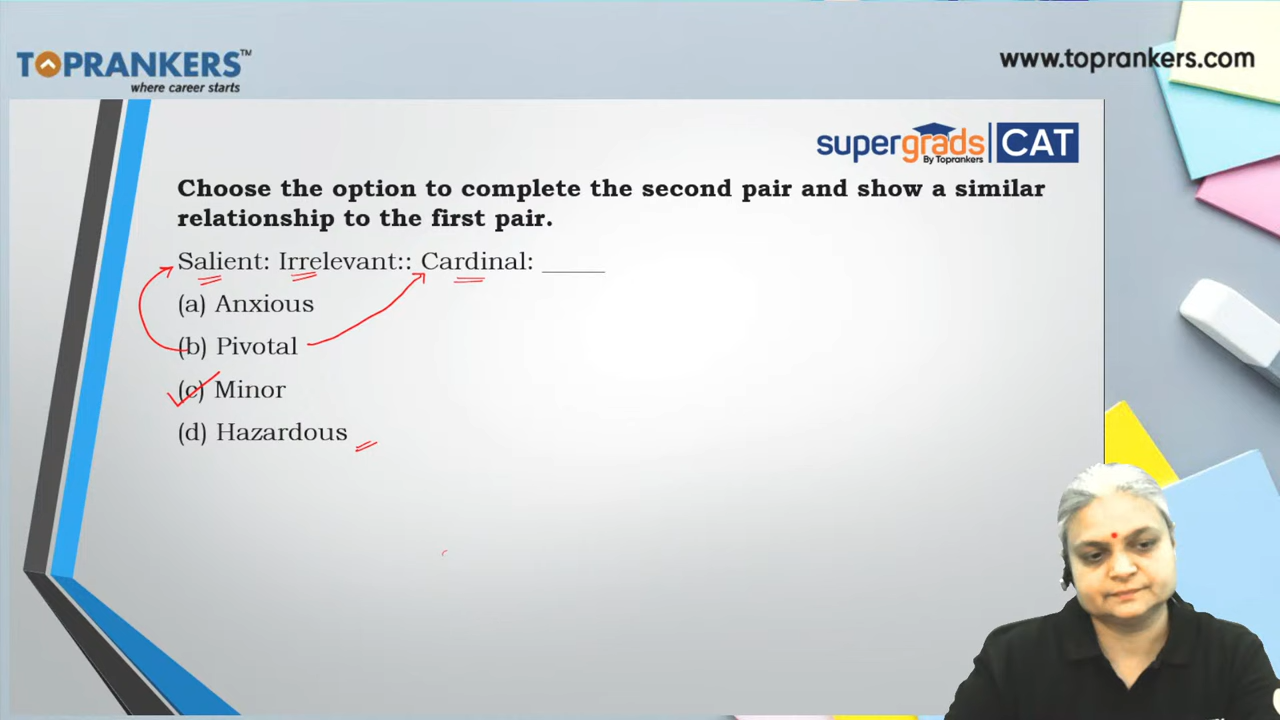 TOPRANKERS™
where career starts
www.toprankers.com
supergrads | CAT
By Toprankers
Choose the option to complete the second pair and show a similar
relationship to the first pair.
Salient: Irrelevant:: Cardinal: _____
(a) Anxious
(b) Pivotal
(c) Minor
(d) Hazardous